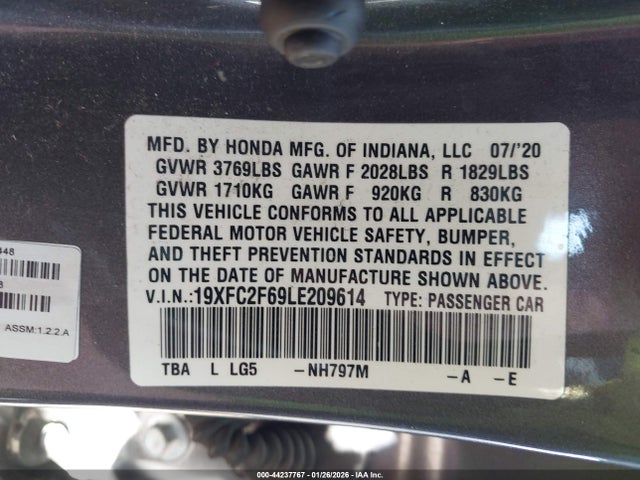 MFD. BY HONDA MFG. OF INDIANA, LLC 07/'20
GVWR 3769LBS GAWR F 2028LBS R 1829LBS
GVWR 1710KG GAWR F 920KG R 830KG
THIS VEHICLE CONFORMS TO ALL APPLICABLE
FEDERAL MOTOR VEHICLE SAFETY, BUMPER,
AND THEFT PREVENTION STANDARDS IN EFFECT
ON THE DATE OF MANUFACTURE SHOWN ABOVE.
V.I.N.:19XFC2F69LE209614 TYPE: PASSENGER CAR
TBA L LG5 -NH797M -A -E
ASSM:1.2:2.A
000-44237767 - 01/26/2026 - IAA Inc.